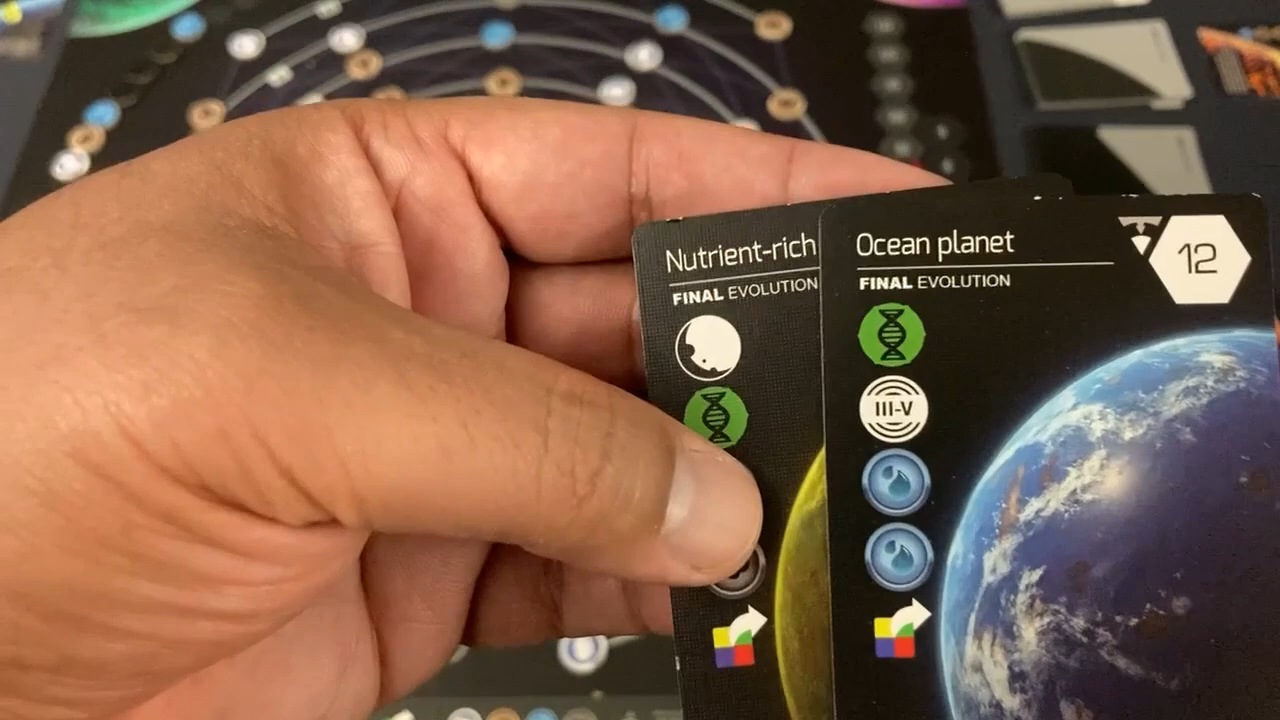 Nutrient-rich
FINAL EVOLUTION
Ocean planet
12
FINAL EVOLUTION
III-V